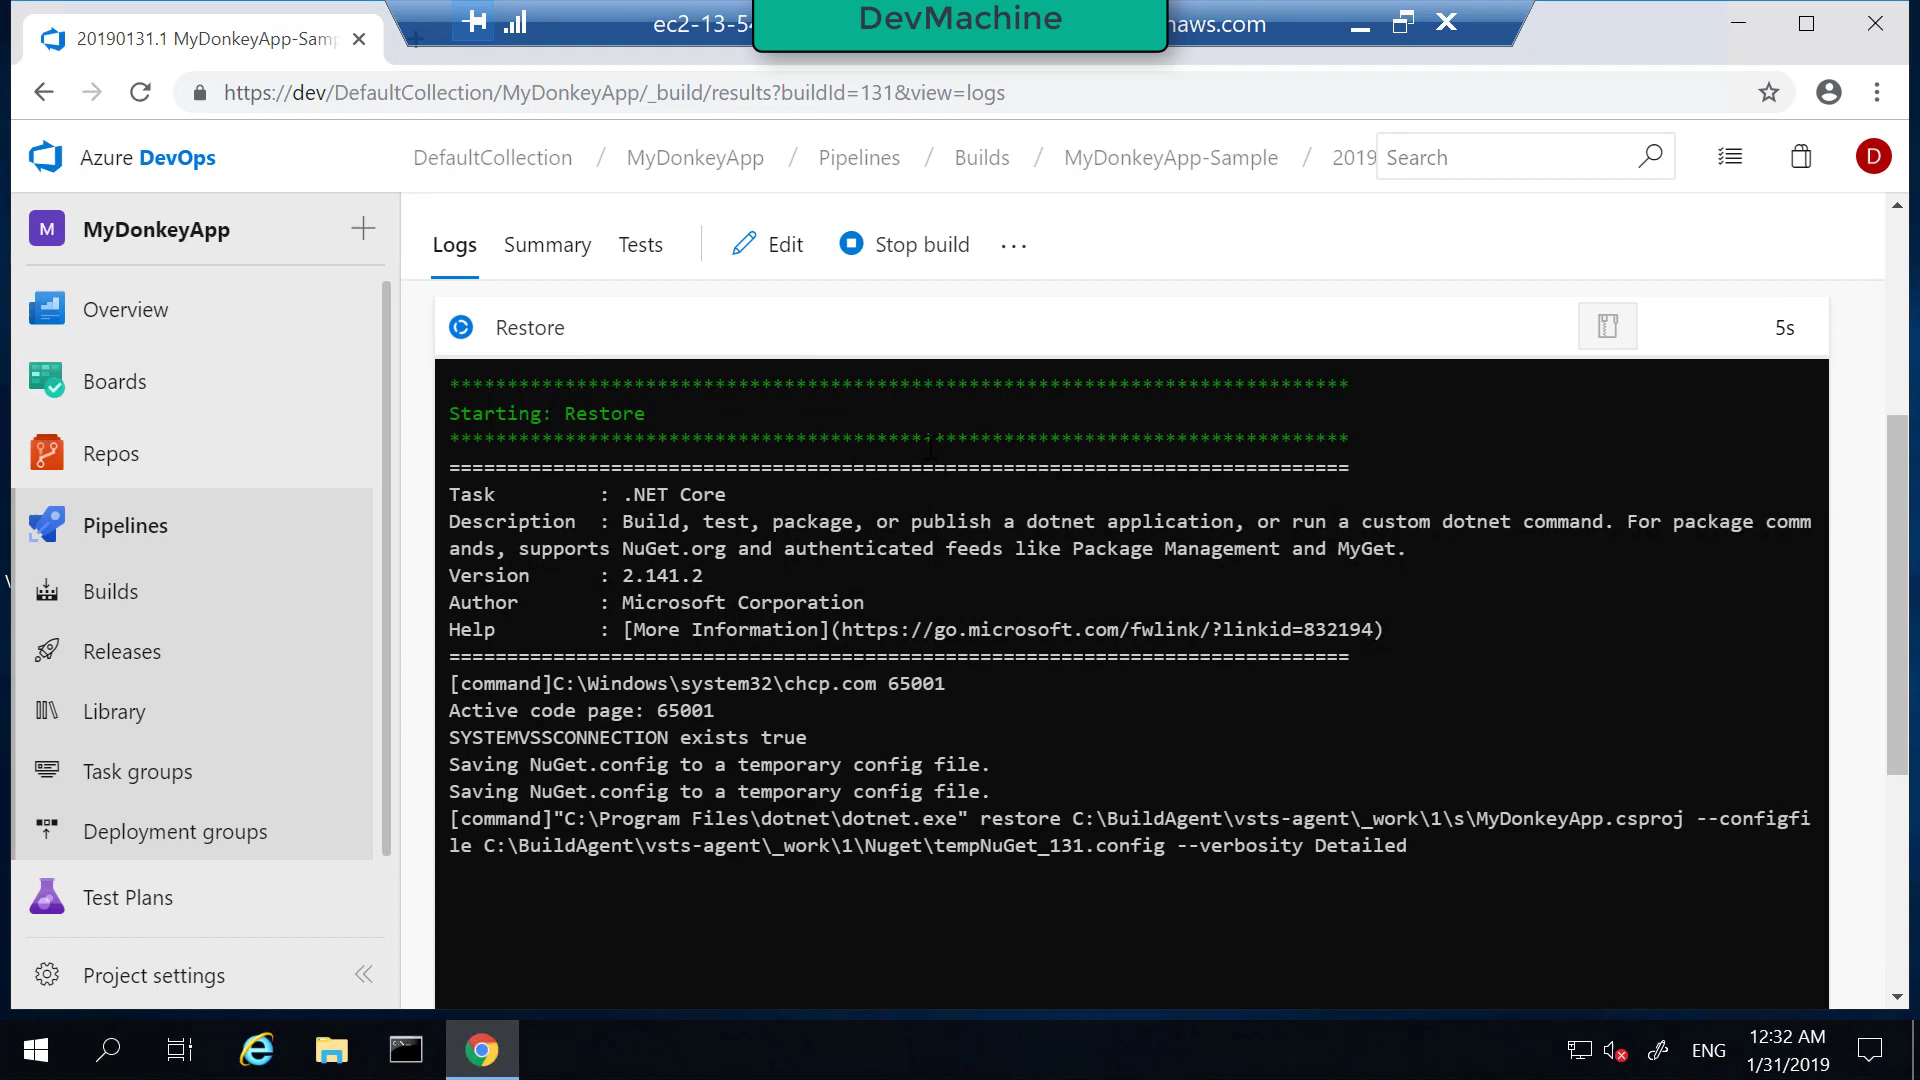 DevMachine
20190131.1 MyDonkeyApp-Samp
ec2-13-5
naws.com
https://dev/DefaultCollection/MyDonkeyApp/_build/results?buildId=131&view=logs
Azure DevOps
DefaultCollection / MyDonkeyApp / Pipelines / Builds / MyDonkeyApp-Sample / 2019
Search
D
M
MyDonkeyApp
Overview
Boards
Repos
Pipelines
Builds
Releases
Library
Task groups
Deployment groups
Test Plans
Project settings
Logs Summary Tests Edit Stop build ...
Restore 5s
******************************************************************************
Starting: Restore
******************************************************************************
==============================================================================
Task : .NET Core
Description : Build, test, package, or publish a dotnet application, or run a custom dotnet command. For package comm
ands, supports NuGet.org and authenticated feeds like Package Management and MyGet.
Version : 2.141.2
Author : Microsoft Corporation
Help : [More Information](https://go.microsoft.com/fwlink/?linkid=832194)
==============================================================================
[command]C:\Windows\system32\chcp.com 65001
Active code page: 65001
SYSTEMVSSCONNECTION exists true
Saving NuGet.config to a temporary config file.
Saving NuGet.config to a temporary config file.
[command]"C:\Program Files\dotnet\dotnet.exe" restore C:\BuildAgent\vsts-agent\_work\1\s\MyDonkeyApp.csproj --configfi
le C:\BuildAgent\vsts-agent\_work\1\Nuget\tempNuGet_131.config --verbosity Detailed
ENG
12:32 AM
1/31/2019